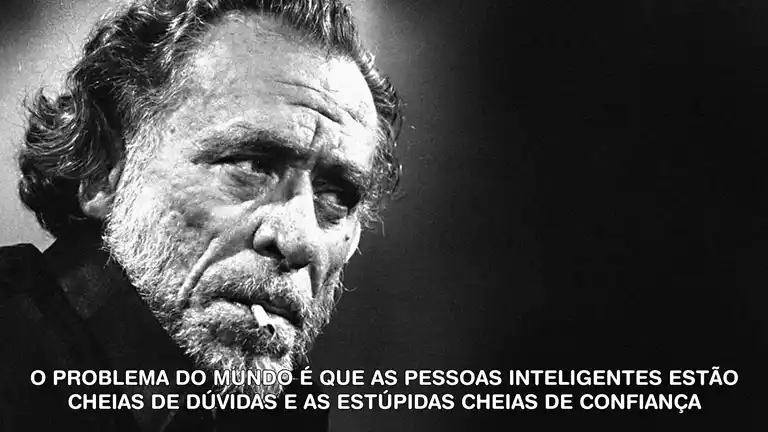 O PROBLEMA DO MUNDO É QUE AS PESSOAS INTELIGENTES ESTÃO
CHEIAS DE DÚVIDAS E AS ESTÚPIDAS CHEIAS DE CONFIANÇA